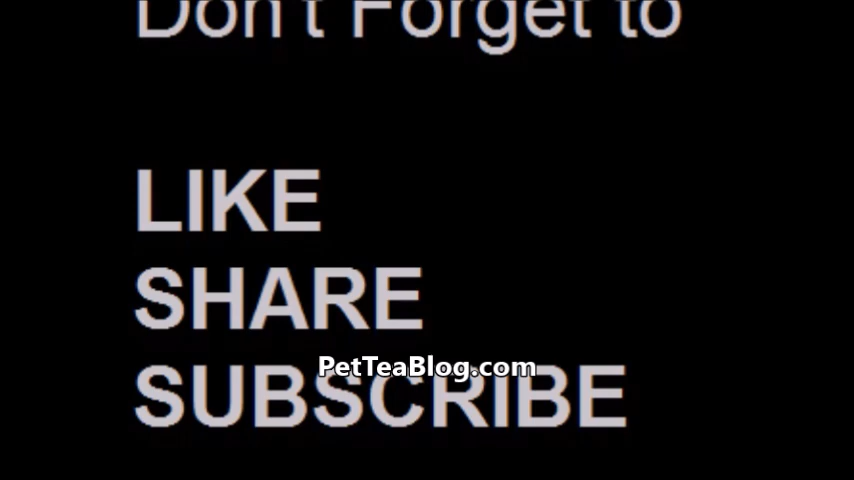 Don't Forget to
LIKE
SHARE
PetTeaBlog.com
SUBSCRIBE